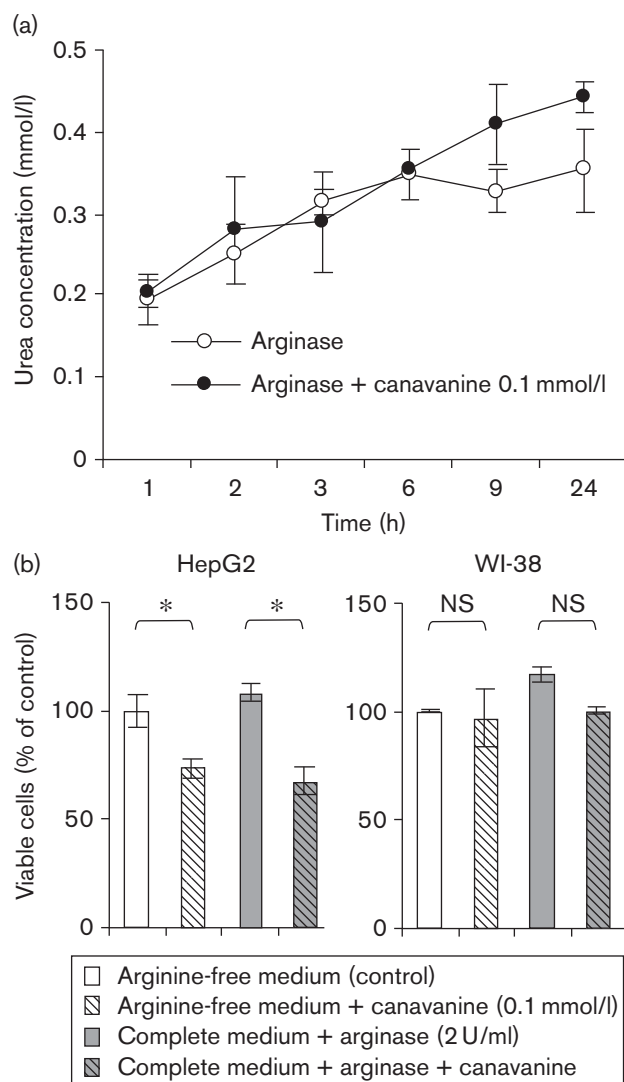 (a)
0.5
0.4
0.3
0.2
0.1
0
Urea concentration (mmol/l)
Arginase
Arginase + canavanine 0.1 mmol/l
1 2 3 6 9 24
Time (h)
(b)
HepG2 WI-38
150 150
100 100
50 50
0 0
* * NS NS
Viable cells (% of control)
Arginine-free medium (control)
Arginine-free medium + canavanine (0.1 mmol/l)
Complete medium + arginase (2 U/ml)
Complete medium + arginase + canavanine